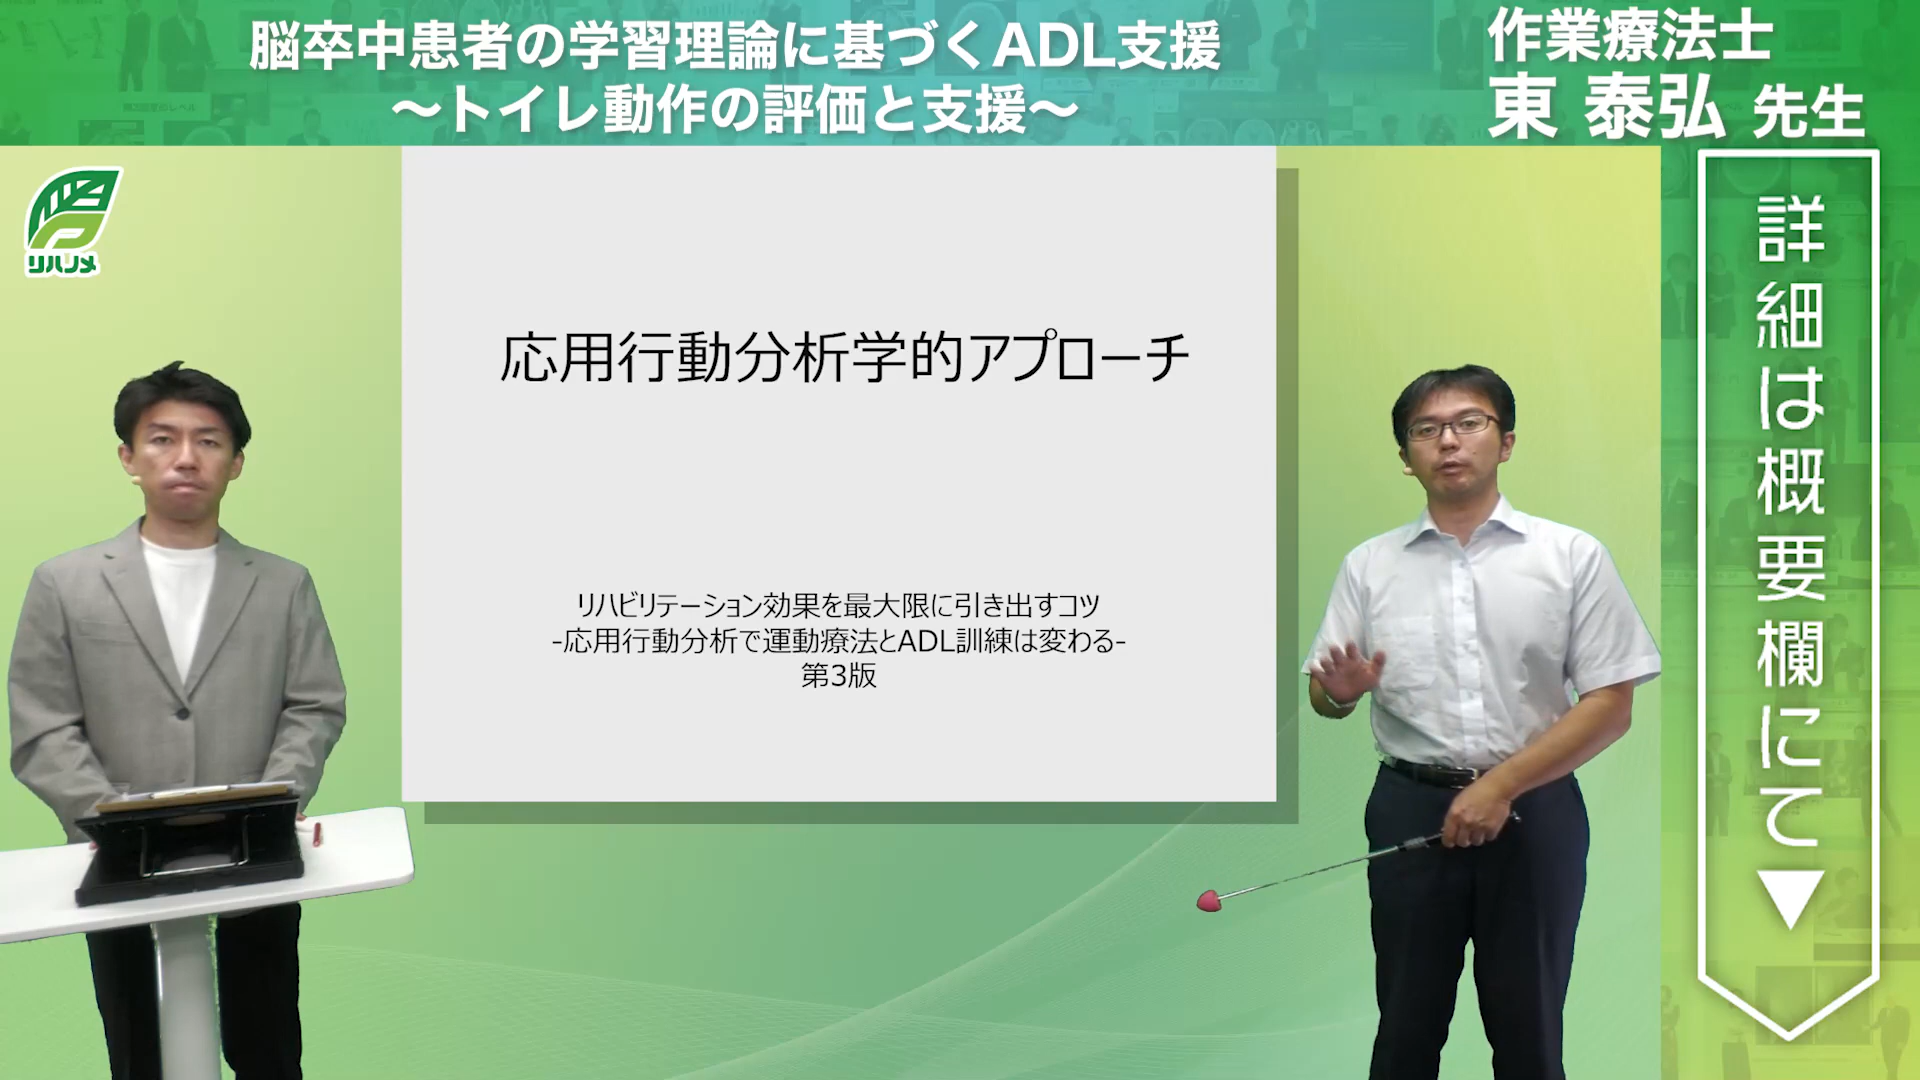 脳卒中患者の学習理論に基づくADL支援
～トイレ動作の評価と支援～
作業療法士
東 泰弘 先生
リハノメ
応用行動分析学的アプローチ
リハビリテーション効果を最大限に引き出すコツ
-応用行動分析で運動療法とADL訓練は変わる-
第3版
詳細は概要欄にて▼